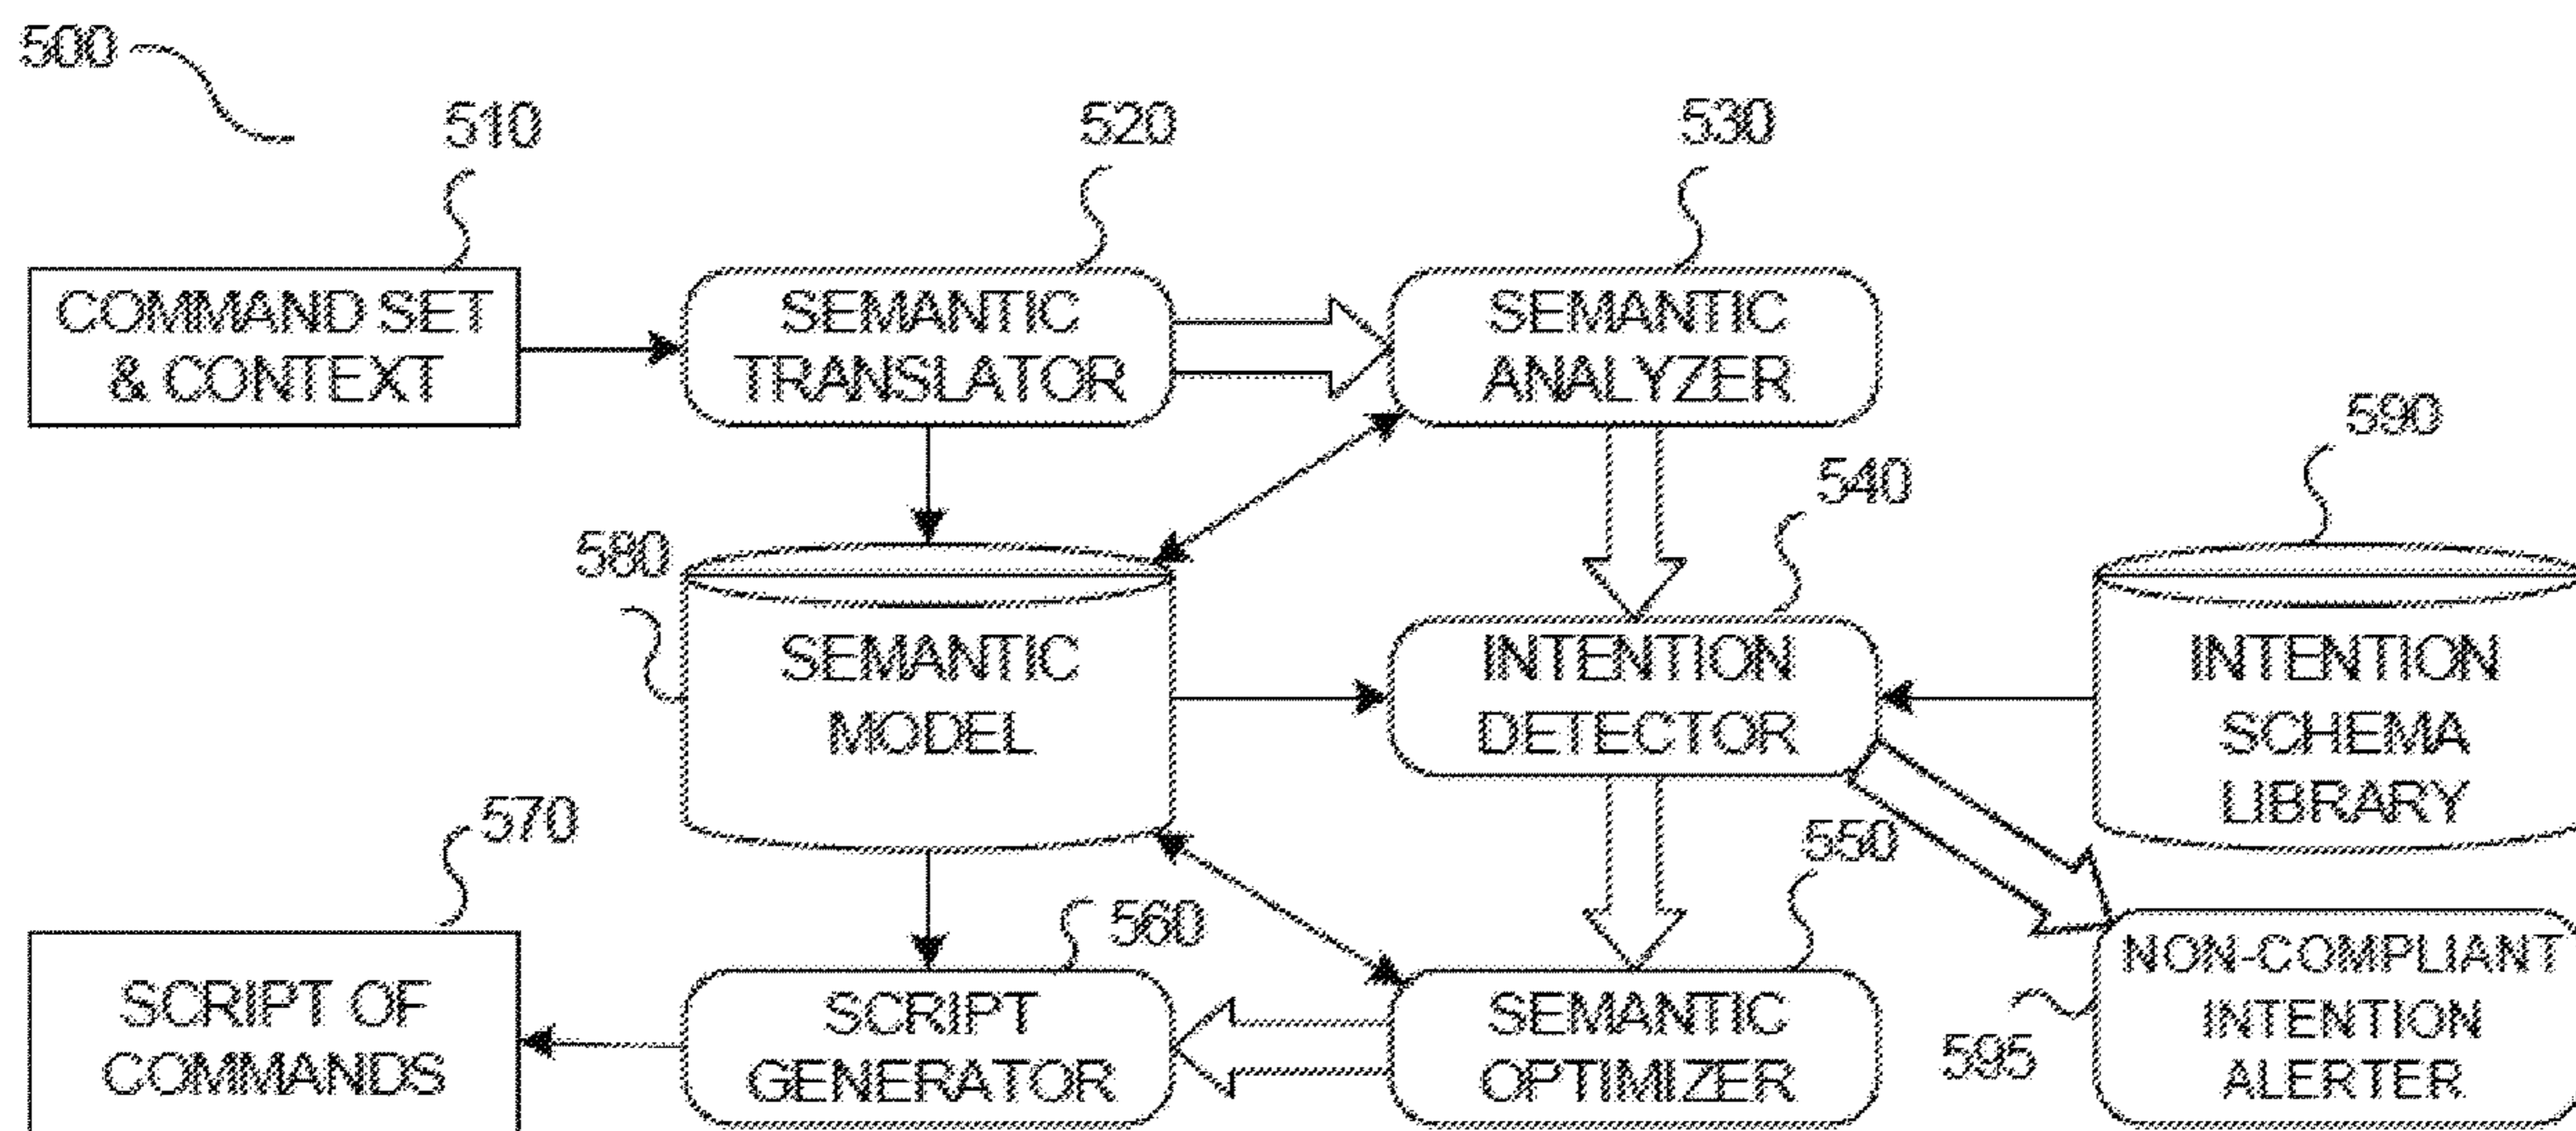 500
510
520
530
COMMAND SET
& CONTEXT
SEMANTIC
TRANSLATOR
SEMANTIC
ANALYZER
590
540
580
SEMANTIC
MODEL
INTENTION
DETECTOR
INTENTION
SCHEMA
LIBRARY
570
550
560
SCRIPT OF
COMMANDS
SCRIPT
GENERATOR
SEMANTIC
OPTIMIZER
NON-COMPLIANT
INTENTION
ALERTER
595